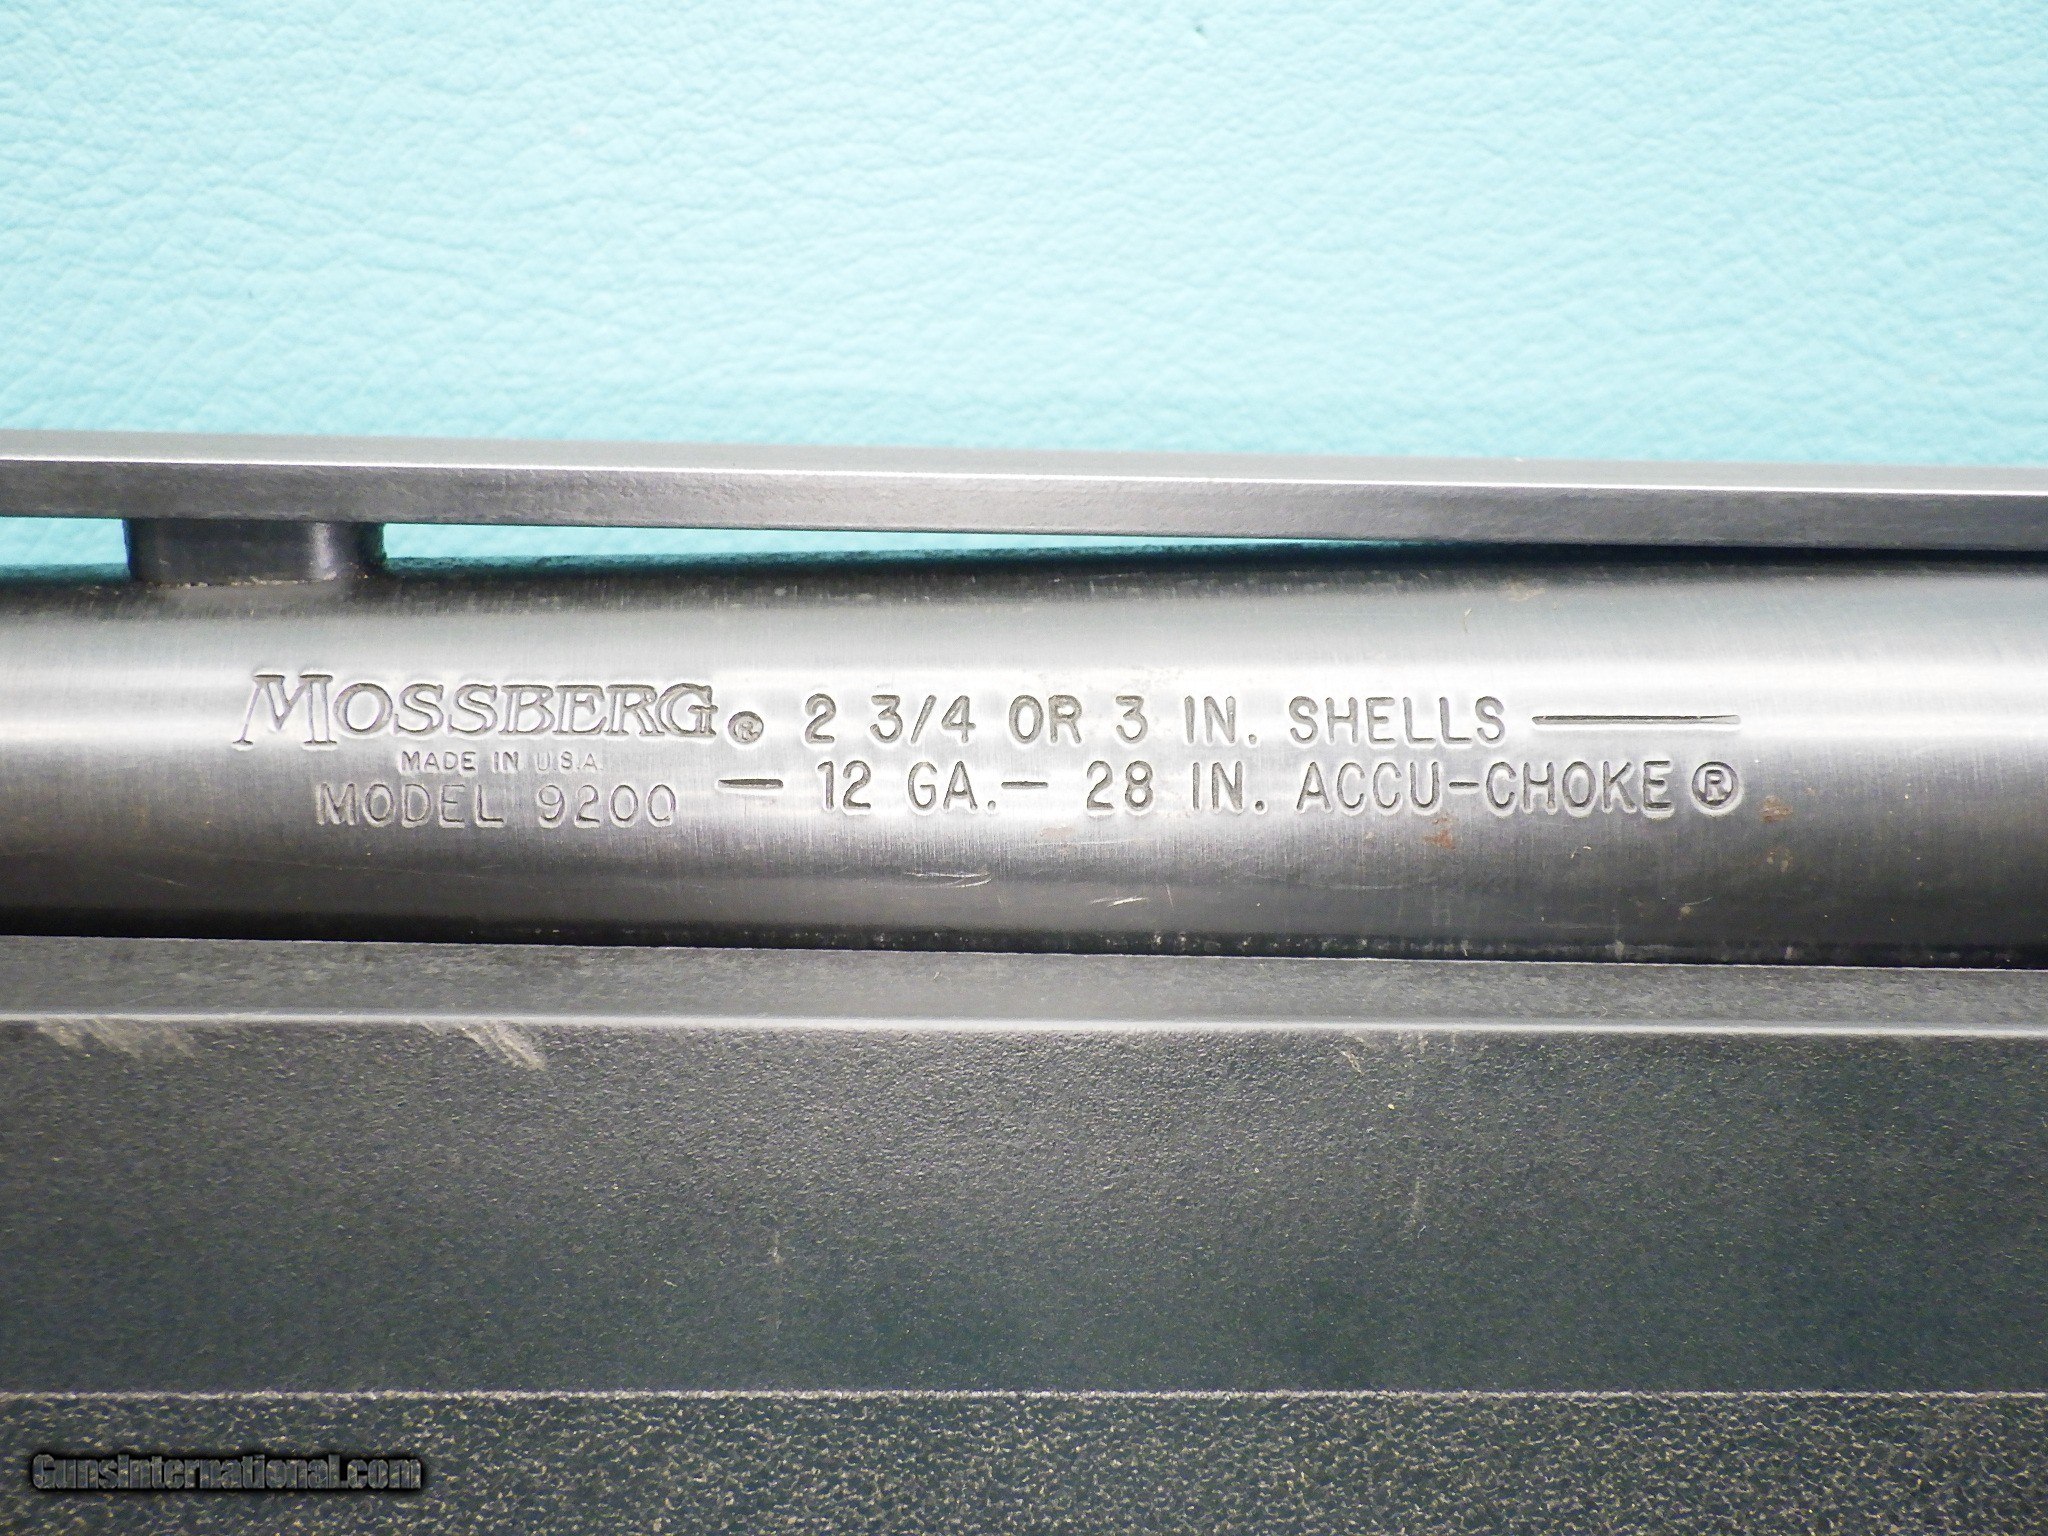 MOSSBERG® 2 3/4 OR 3 IN. SHELLS —
MADE IN U.S.A.
MODEL 9200 — 12 GA. — 28 IN. ACCU-CHOKE®
GunsInternational.com